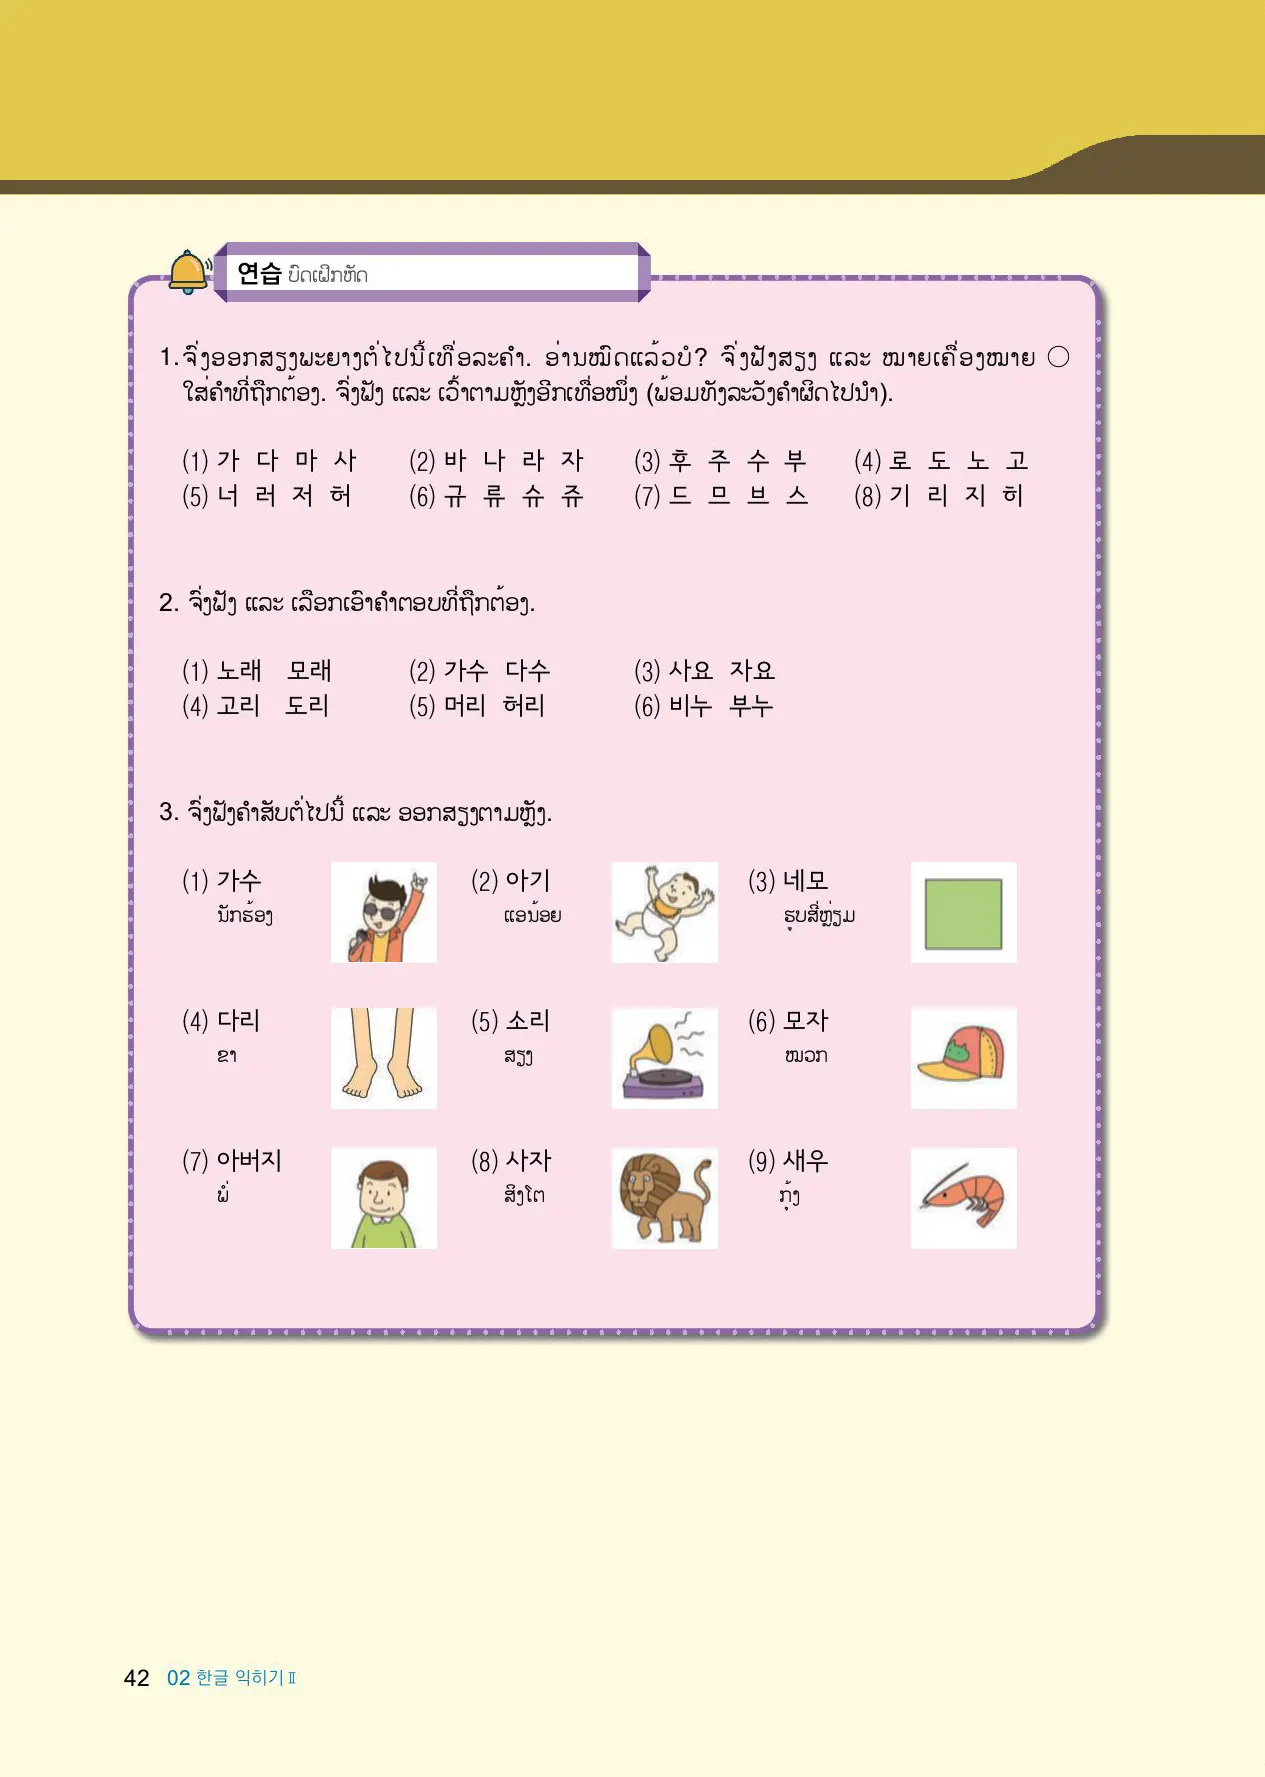 연습 ບົດເຝິກຫັດ
1. ຈົ່ງອອກສຽງພະຍາງຕໍ່ໄປນີ້ເທື່ອລະຄຳ. ອ່ານໝົດແລ້ວບໍ? ຈົ່ງຟັງສຽງ ແລະ ໝາຍເຄື່ອງໝາຍ ○
ໃສ່ຄຳທີ່ຖືກຕ້ອງ. ຈົ່ງຟັງ ແລະ ເວົ້າຕາມຫຼັງອີກເທື່ອໜຶ່ງ (ພ້ອມທັງລະວັງຄຳຜິດໄປນຳ).
(1) 가 다 마 사 (2) 바 나 라 자 (3) 후 주 수 부 (4) 로 도 노 고
(5) 너 러 저 허 (6) 규 류 슈 쥬 (7) 드 므 브 스 (8) 기 리 지 히
2. ຈົ່ງຟັງ ແລະ ເລືອກເອົາຄຳຕອບທີ່ຖືກຕ້ອງ.
(1) 노래 모래 (2) 가수 다수 (3) 사요 자요
(4) 고리 도리 (5) 머리 허리 (6) 비누 부누
3. ຈົ່ງຟັງຄຳສັບຕໍ່ໄປນີ້ ແລະ ອອກສຽງຕາມຫຼັງ.
(1) 가수 (2) 아기 (3) 네모
ນັກຮ້ອງ ແອນ້ອຍ ຮູບສີ່ຫຼ່ຽມ
(4) 다리 (5) 소리 (6) 모자
ຂາ ສຽງ ໝວກ
(7) 아버지 (8) 사자 (9) 새우
ພໍ່ ສິງໂຕ ກຸ້ງ
42 02 한글 익히기 Ⅱ